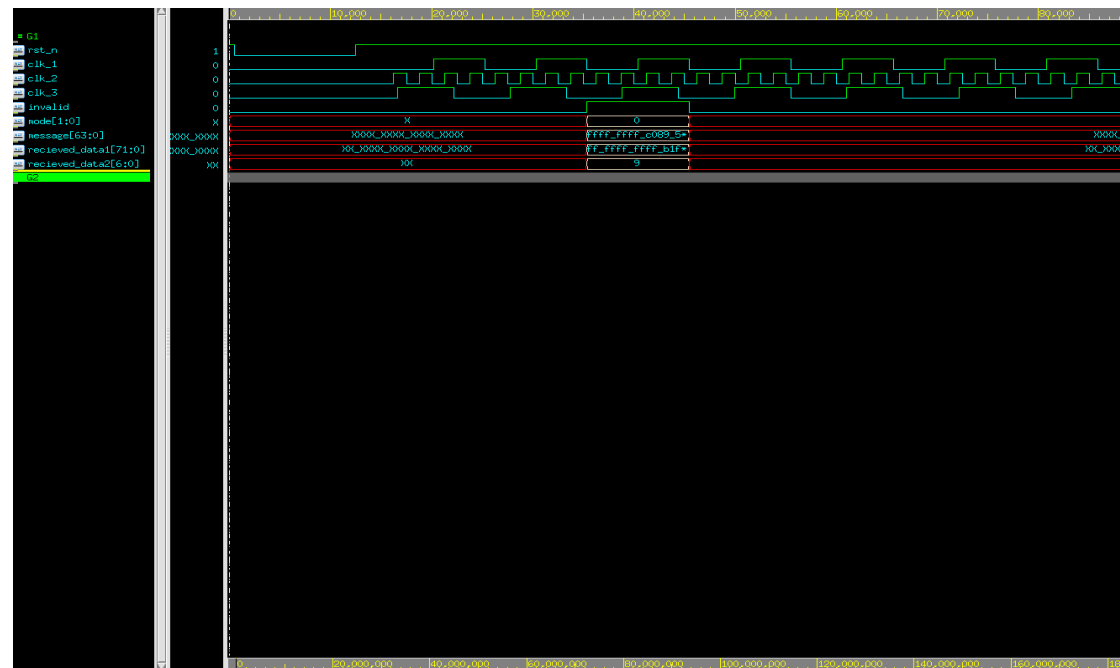 0 10,000 20,000 30,000 40,000 50,000 60,000 70,000 80,000
G1
rst_n 1
clk_1 0
clk_2 0
clk_3 0
invalid 0
mode[1:0] X X 0
message[63:0] XXX_XXXX XXXX_XXXX_XXXX_XXXX ffff_ffff_c089_5* XXXX_
recieved_data1[71:0] XXX_XXXX XX_XXXX_XXXX_XXXX_XXXX ff_ffff_ffff_b1f* XX_XXX
recieved_data2[6:0] XX XX 9
G2
0 20,000,000 40,000,000 60,000,000 80,000,000 100,000,000 120,000,000 140,000,000 160,000,000